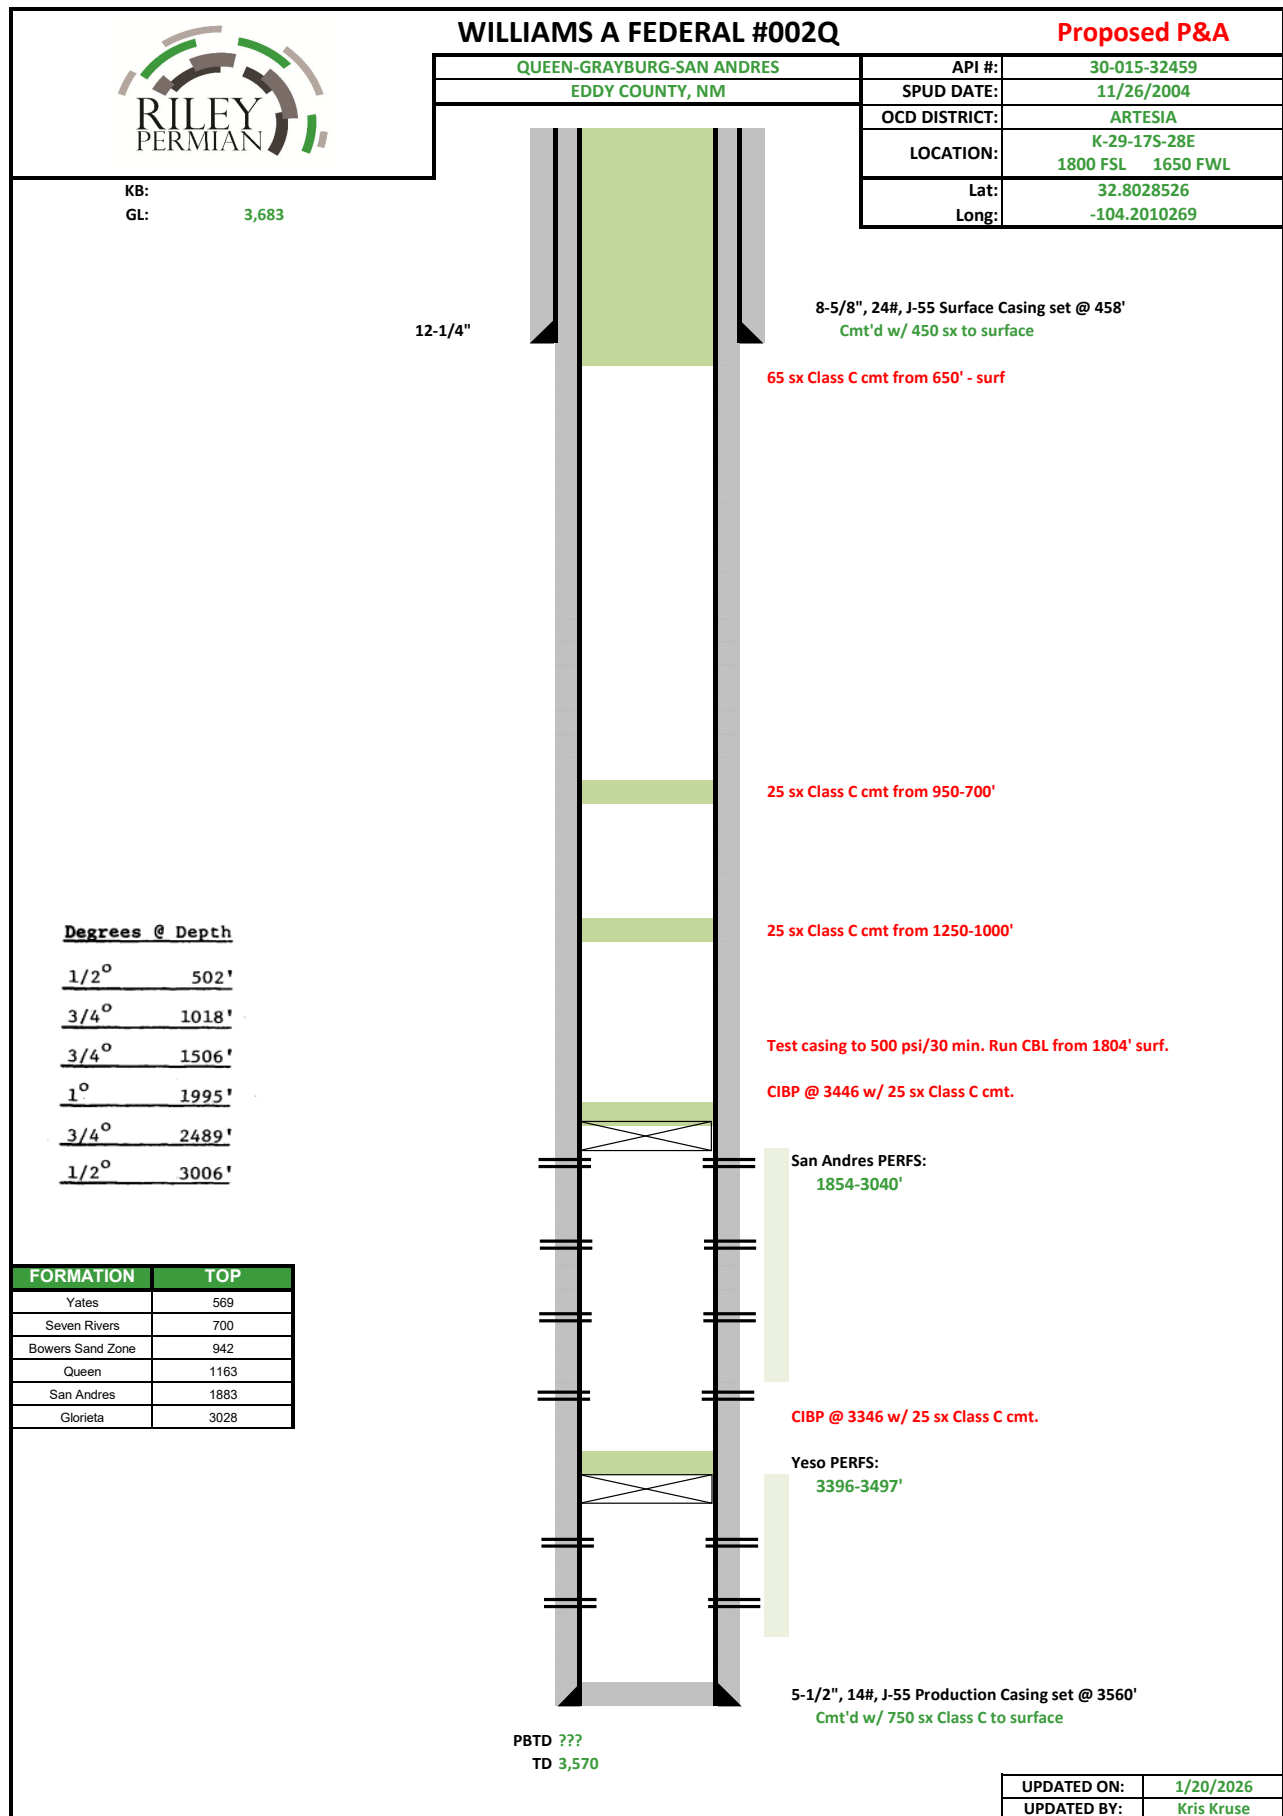 WILLIAMS A FEDERAL #002Q
Proposed P&A
RILEY
PERMIAN
QUEEN-GRAYBURG-SAN ANDRES
EDDY COUNTY, NM
API #: 30-015-32459
SPUD DATE: 11/26/2004
OCD DISTRICT: ARTESIA
LOCATION: K-29-17S-28E
1800 FSL 1650 FWL
Lat: 32.8028526
Long: -104.2010269
KB:
GL: 3,683
8-5/8", 24#, J-55 Surface Casing set @ 458'
12-1/4"
Cmt'd w/ 450 sx to surface
65 sx Class C cmt from 650' - surf
25 sx Class C cmt from 950-700'
25 sx Class C cmt from 1250-1000'
Degrees @ Depth
1/2° 502'
3/4° 1018'
3/4° 1506'
1° 1995'
3/4° 2489'
1/2° 3006'
Test casing to 500 psi/30 min. Run CBL from 1804' surf.
CIBP @ 3446 w/ 25 sx Class C cmt.
San Andres PERFS:
1854-3040'
FORMATION TOP
Yates 569
Seven Rivers 700
Bowers Sand Zone 942
Queen 1163
San Andres 1883
Glorieta 3028
CIBP @ 3346 w/ 25 sx Class C cmt.
Yeso PERFS:
3396-3497'
5-1/2", 14#, J-55 Production Casing set @ 3560'
Cmt'd w/ 750 sx Class C to surface
PBTD ???
TD 3,570
UPDATED ON: 1/20/2026
UPDATED BY: Kris Kruse